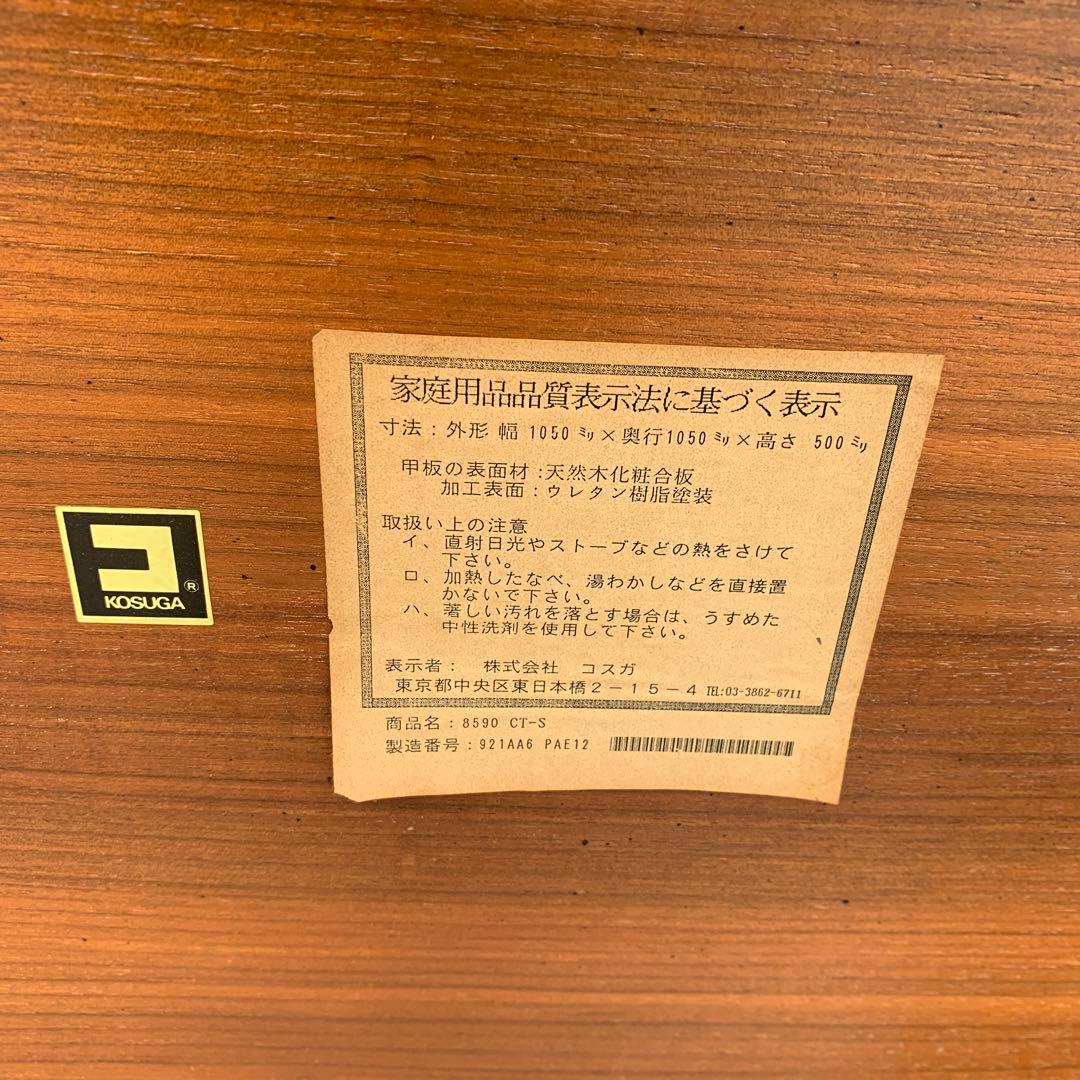 家庭用品品質表示法に基づく表示
寸法：外形 幅 1050 ㍉×奥行1050 ㍉×高さ 500 ㍉
甲板の表面材：天然木化粧合板
加工表面：ウレタン樹脂塗装
取扱い上の注意
イ、直射日光やストーブなどの熱をさけて
下さい。
ロ、加熱したなべ、湯わかしなどを直接置
かないで下さい。
ハ、著しい汚れを落とす場合は、うすめた
中性洗剤を使用して下さい。
表示者： 株式会社 コスガ
東京都中央区東日本橋2－15－4 TEL:03-3862-6711
商品名：8590 CT-S
製造番号：921AA6 PAE12
®
KOSUGA